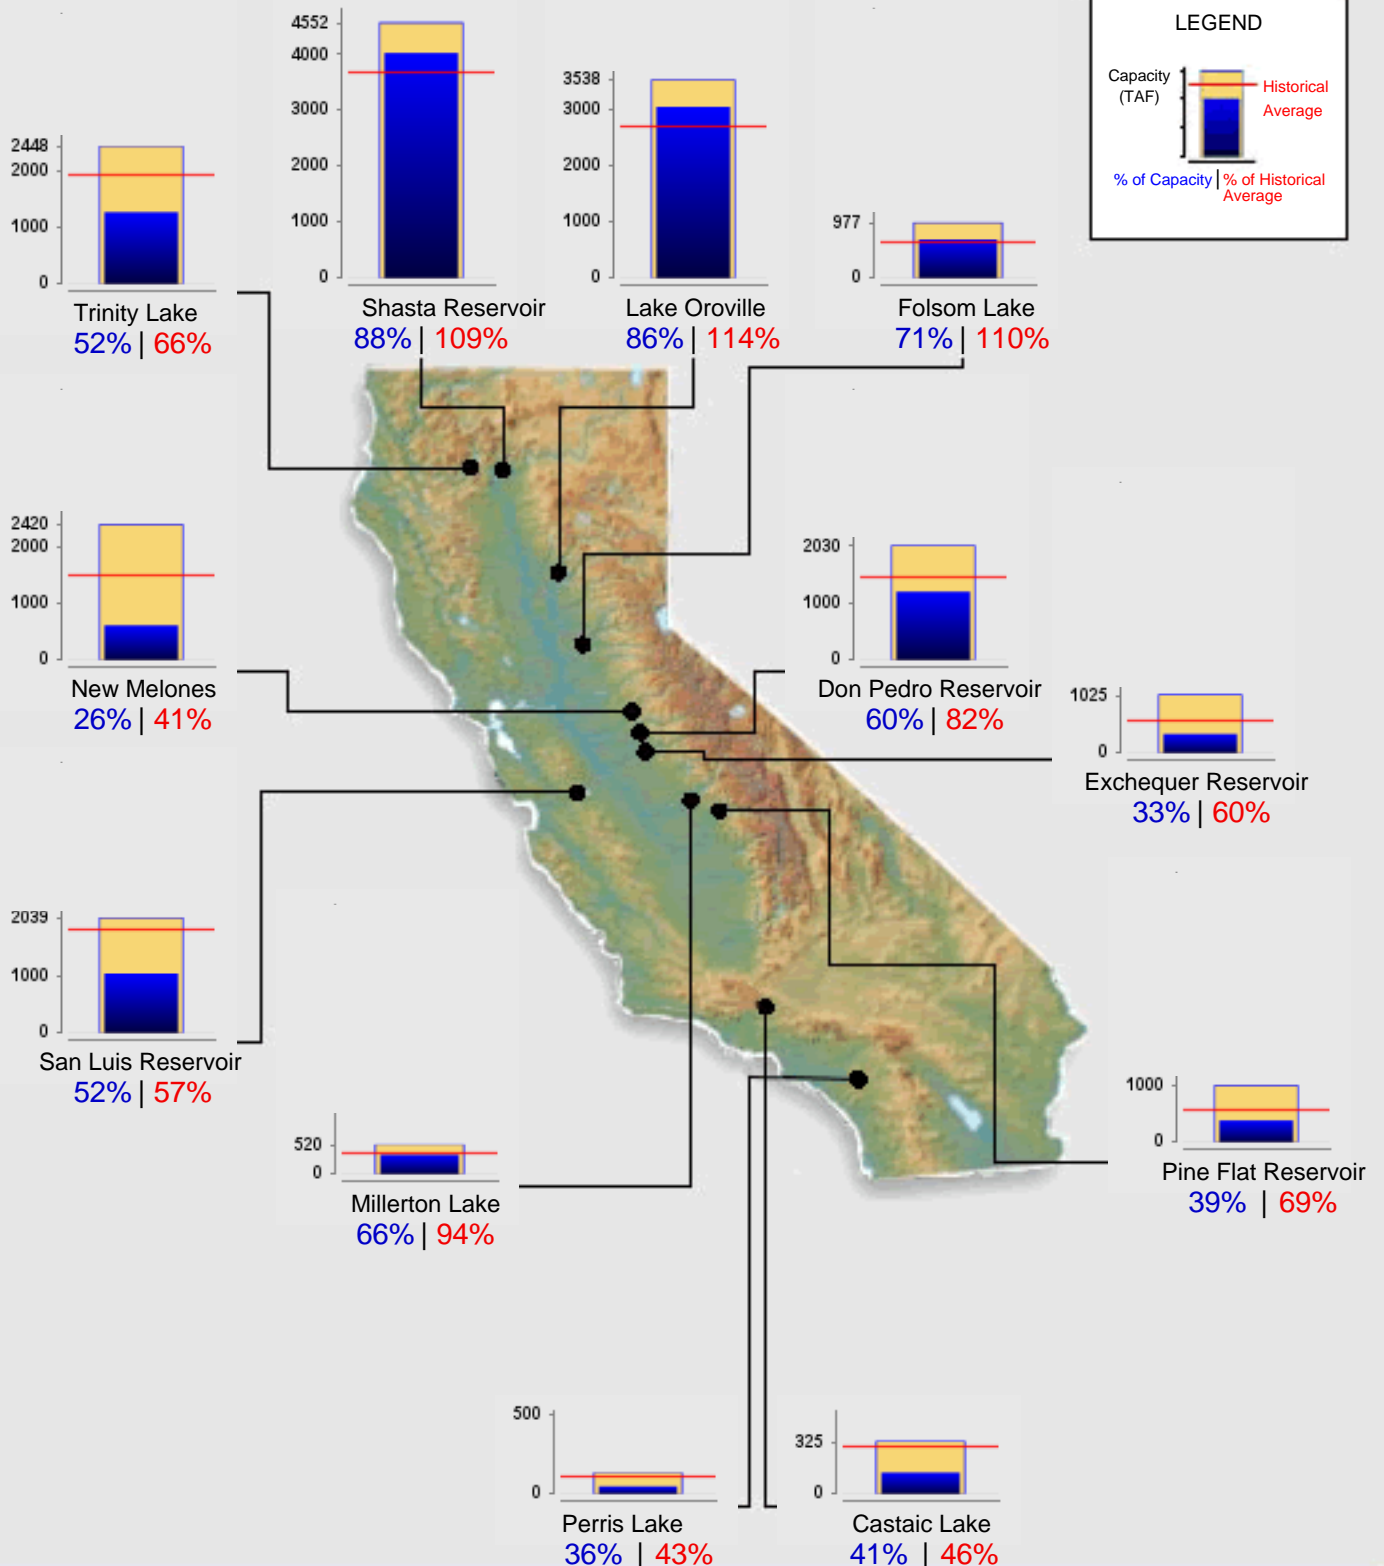 LEGEND
Capacity
(TAF)
Historical
Average
% of Capacity | % of Historical
Average
4552
4000
3000
2000
1000
0
Shasta Reservoir
88% | 109%
3538
3000
2000
1000
0
Lake Oroville
86% | 114%
2448
2000
1000
0
Trinity Lake
52% | 66%
977
0
Folsom Lake
71% | 110%
2420
2000
1000
0
New Melones
26% | 41%
2030
1000
0
Don Pedro Reservoir
60% | 82%
1025
0
Exchequer Reservoir
33% | 60%
2039
1000
0
San Luis Reservoir
52% | 57%
520
0
Millerton Lake
66% | 94%
1000
0
Pine Flat Reservoir
39% | 69%
500
0
Perris Lake
36% | 43%
325
0
Castaic Lake
41% | 46%